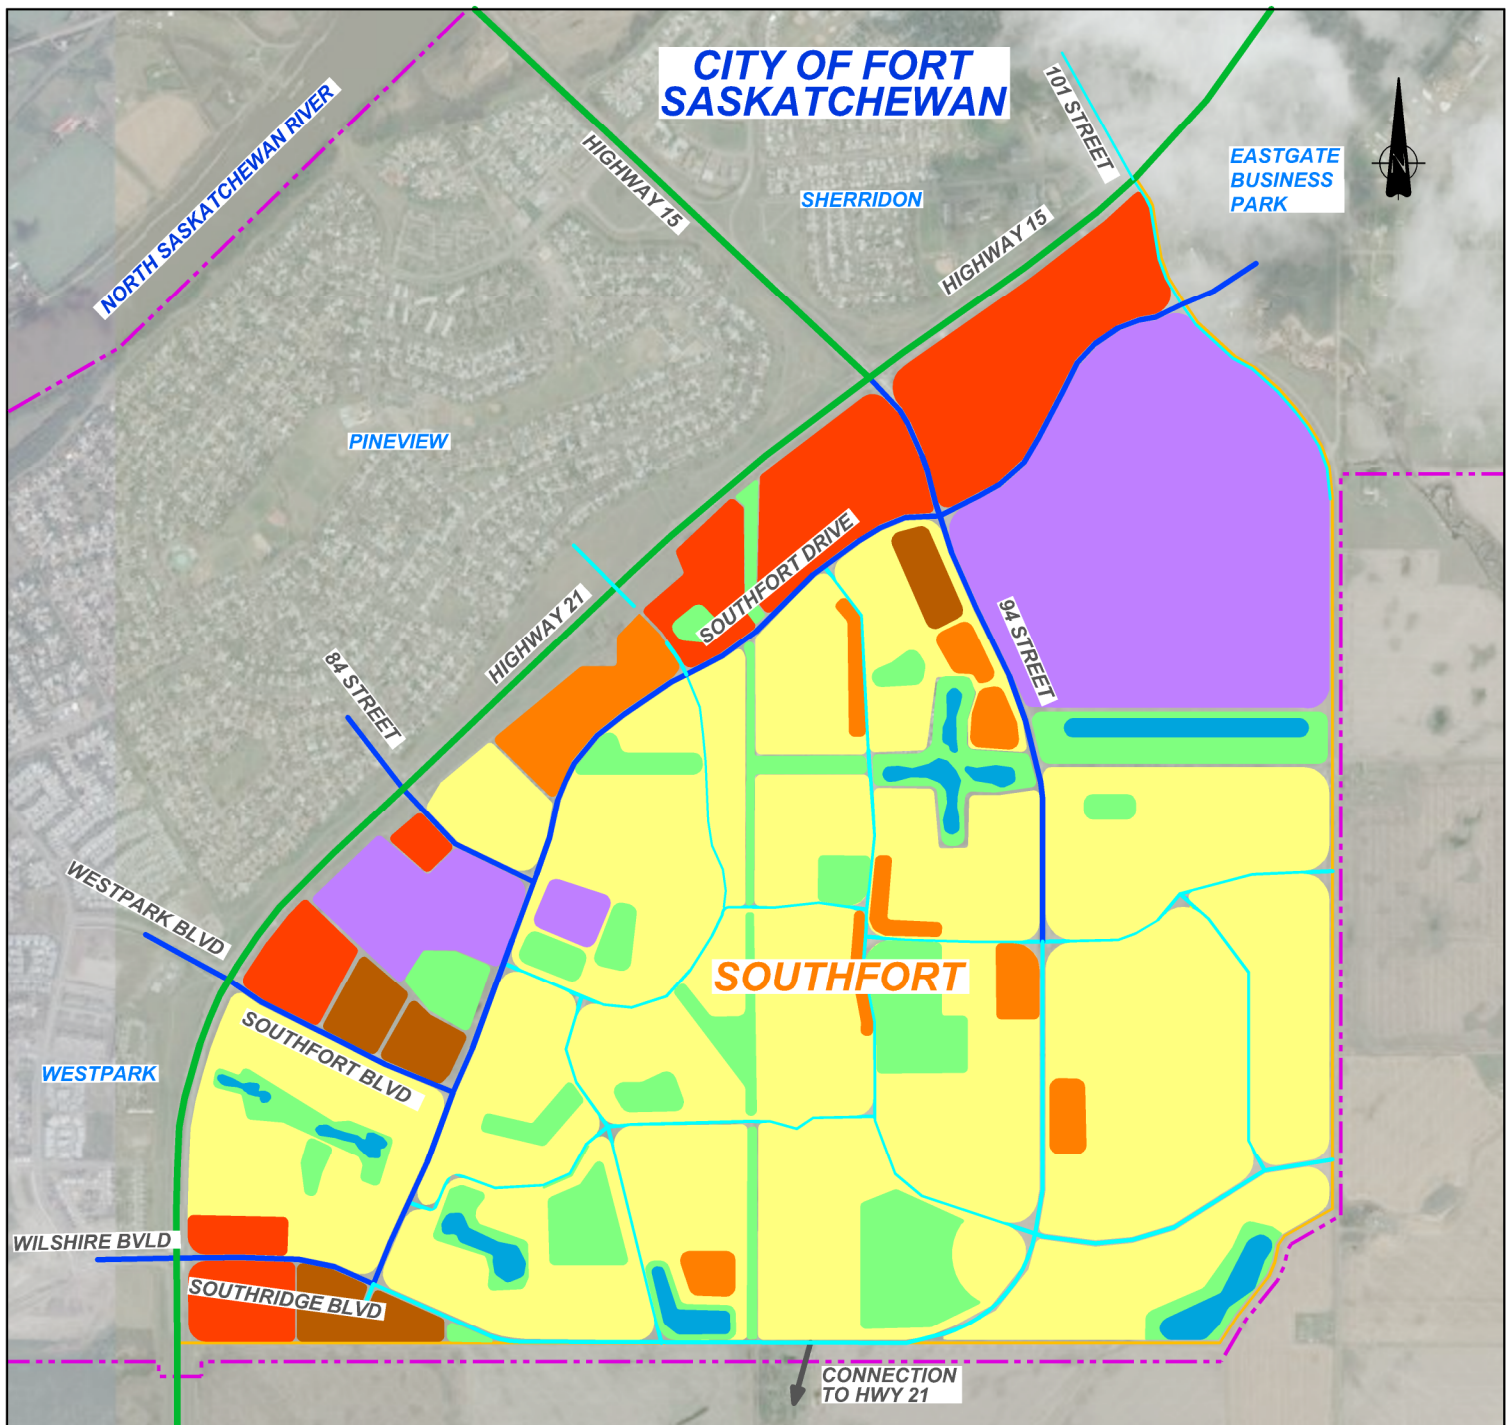 CITY OF FORT
SASKATCHEWAN
101 STREET
NORTH SASKATCHEWAN RIVER
HIGHWAY 15
SHERRIDON
EASTGATE
BUSINESS
PARK
N
HIGHWAY 15
PINEVIEW
SOUTHFORT DRIVE
HIGHWAY 21
94 STREET
84 STREET
WESTPARK BLVD
SOUTHFORT
SOUTHFORT BLVD
WESTPARK
WILSHIRE BVLD
SOUTHRIDGE BLVD
CONNECTION
TO HWY 21